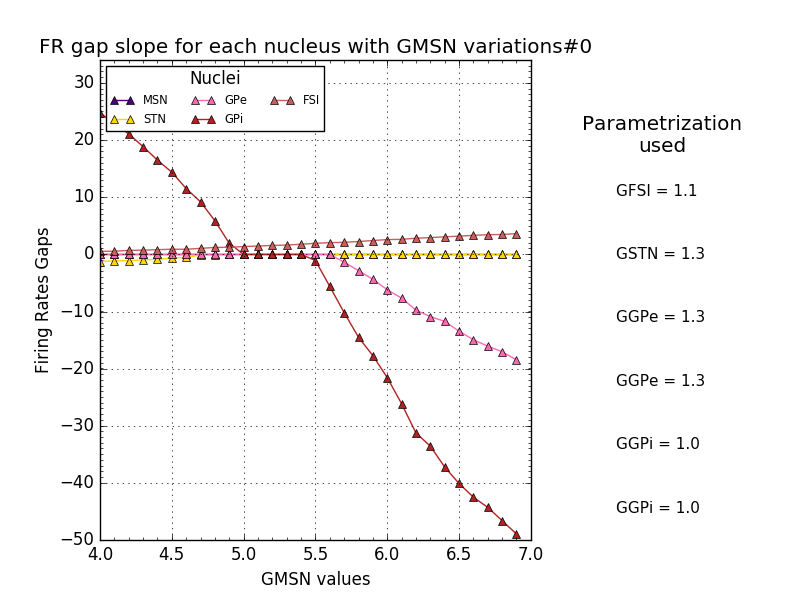 FR gap slope for each nucleus with GMSN variations#0
Nuclei
MSN GPe FSI
STN GPi
30
20
10
0
−10
−20
−30
−40
−50
Firing Rates Gaps
4.0 4.5 5.0 5.5 6.0 6.5 7.0
GMSN values
Parametrization
used
GFSI = 1.1
GSTN = 1.3
GGPe = 1.3
GGPe = 1.3
GGPi = 1.0
GGPi = 1.0